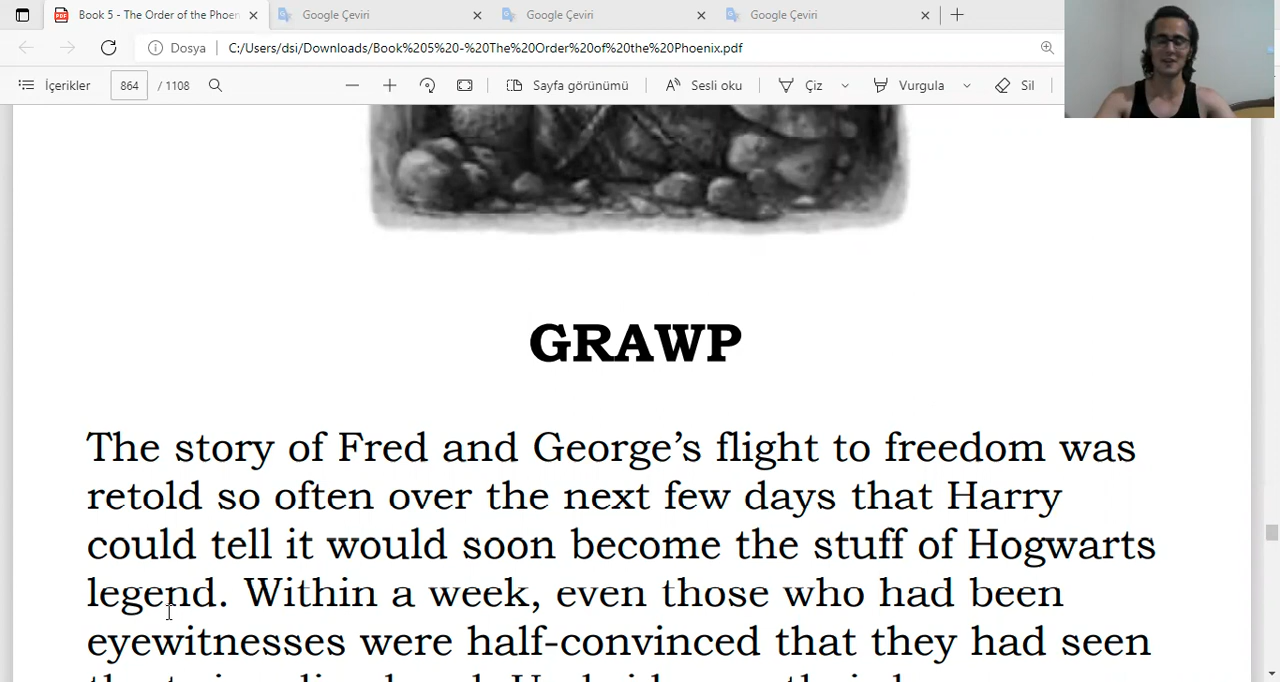 Book 5 - The Order of the Phoen
Google Çeviri
Google Çeviri
Google Çeviri
Dosya
C:/Users/dsi/Downloads/Book%205%20-%20The%20Order%20of%20the%20Phoenix.pdf
İçerikler
864 / 1108
Sayfa görünümü
Sesli oku
Çiz
Vurgula
Sil
GRAWP
The story of Fred and George’s flight to freedom was
retold so often over the next few days that Harry
could tell it would soon become the stuff of Hogwarts
legend. Within a week, even those who had been
eyewitnesses were half-convinced that they had seen